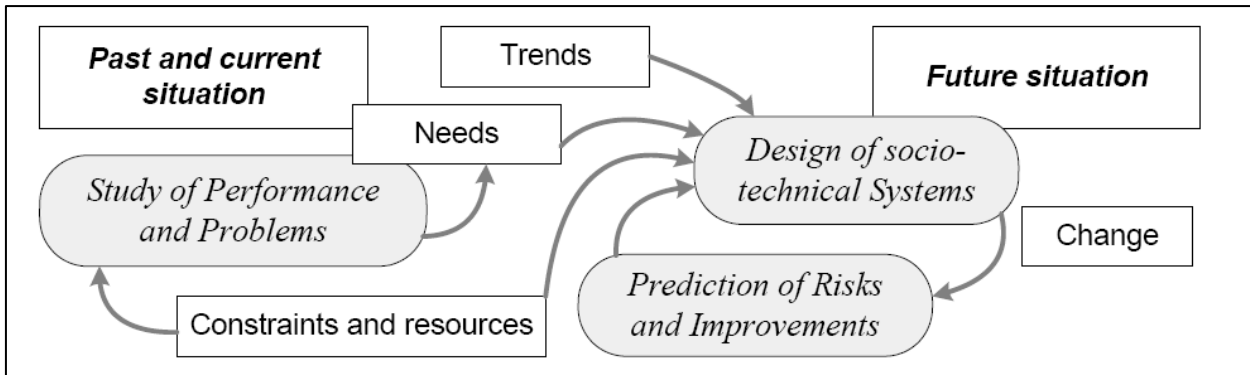 Past and current
situation
Trends
Future situation
Needs
Design of socio-
technical Systems
Study of Performance
and Problems
Change
Prediction of Risks
and Improvements
Constraints and resources